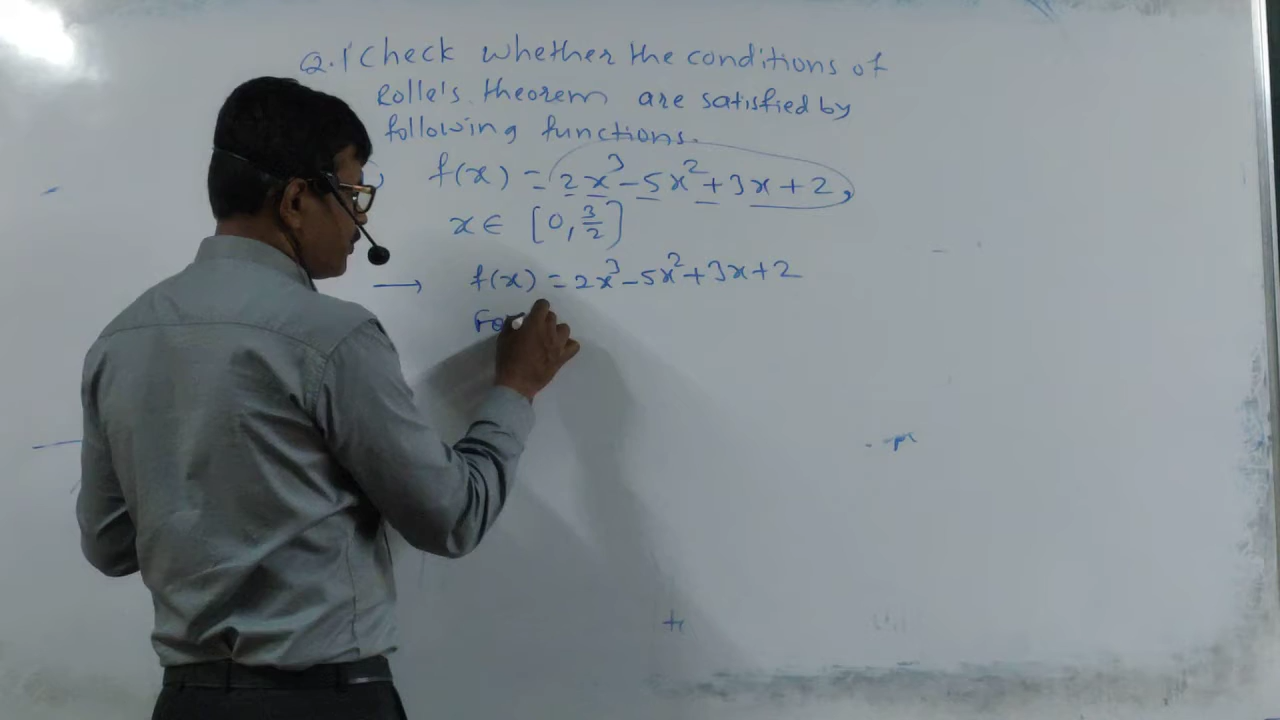 Q.1 Check whether the conditions of
Rolle's theorem are satisfied by
following functions.
f(x) = 2x³-5x²+3x+2,
x ∈ [0, 3/2]
→ f(x) = 2x³-5x²+3x+2